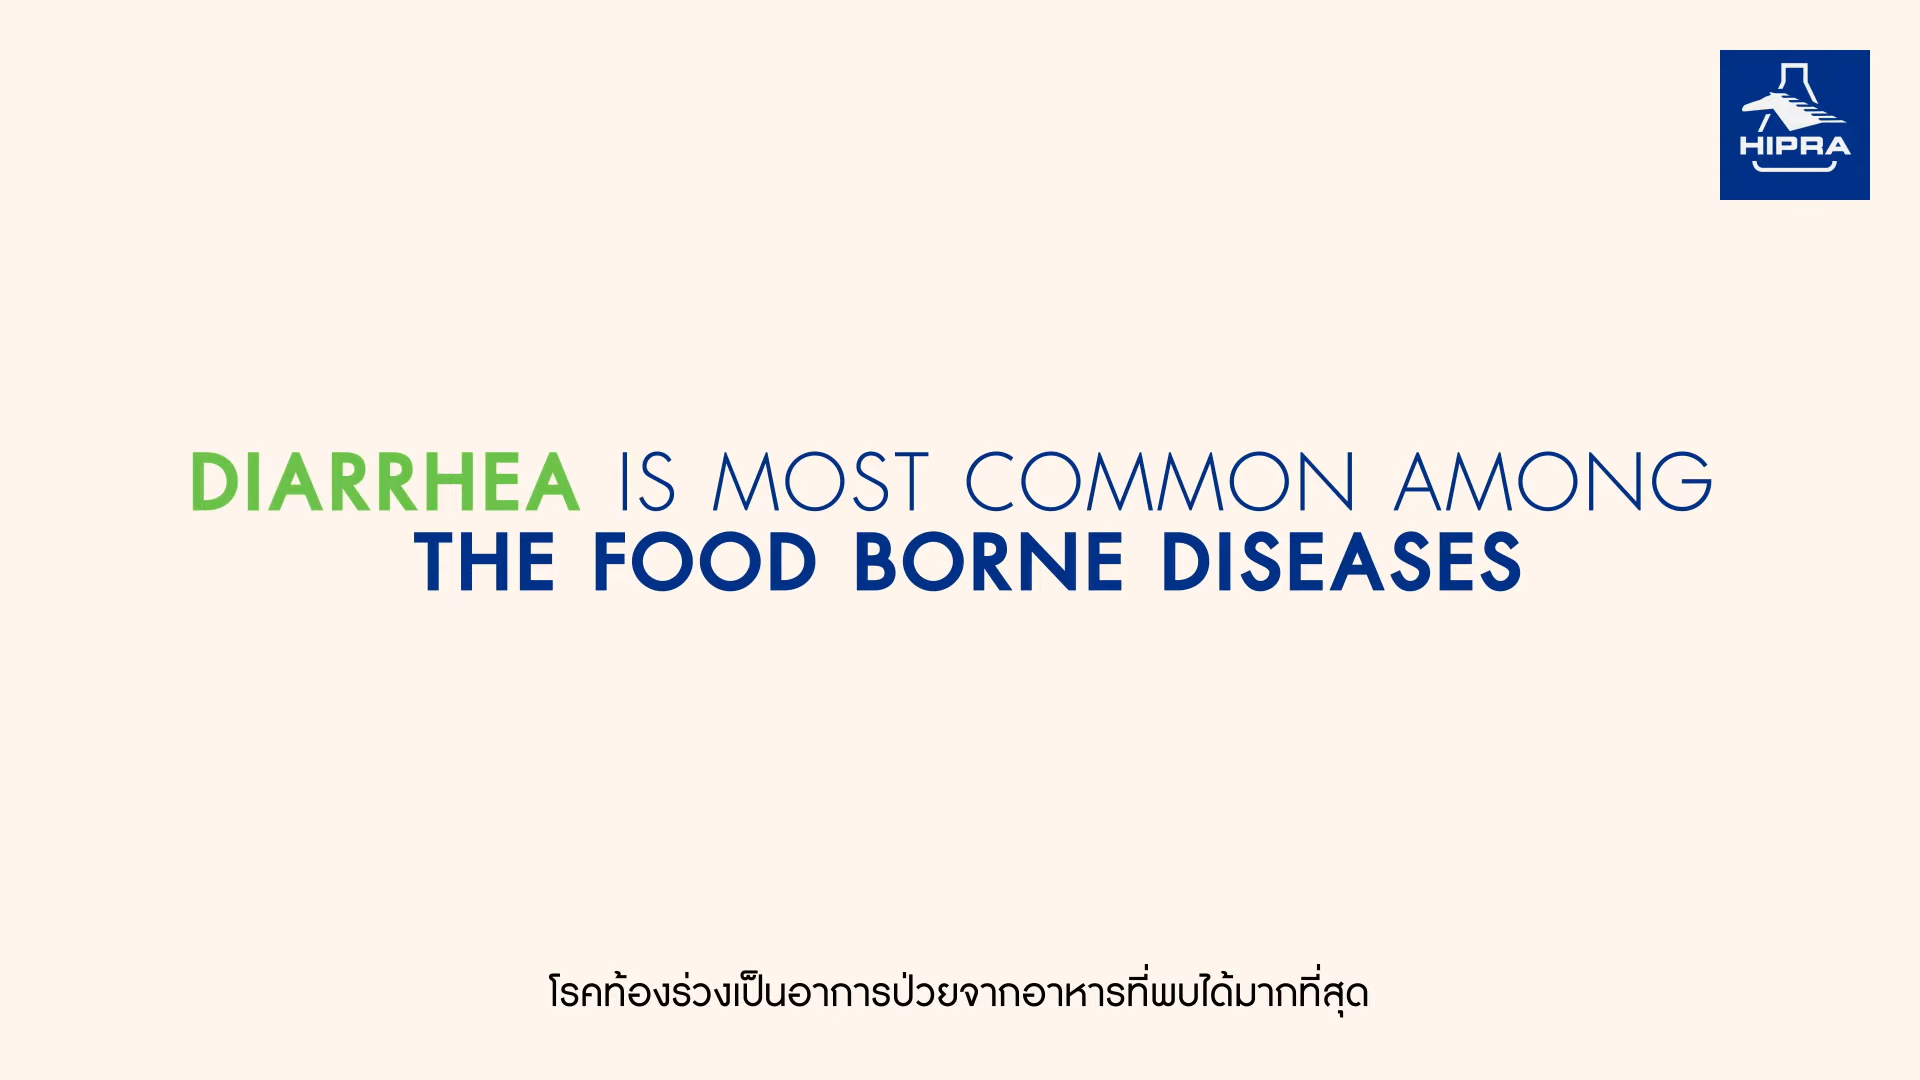 HIPRA
DIARRHEA IS MOST COMMON AMONG
THE FOOD BORNE DISEASES
โรคท้องร่วงเป็นอาการป่วยจากอาหารที่พบได้มากที่สุด